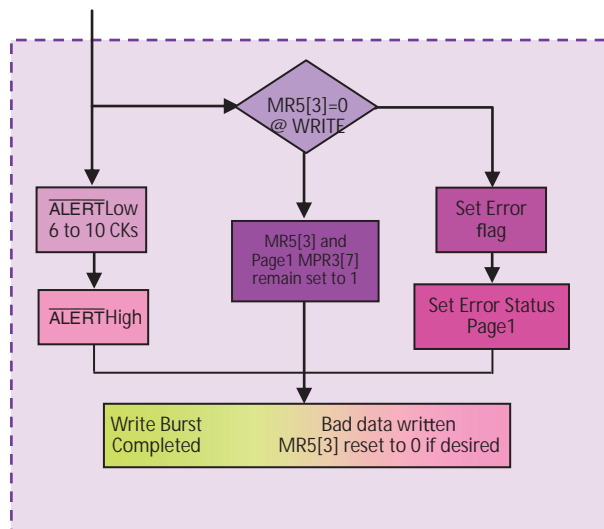 MR5[3]=0
@ WRITE
ALERT Low
6 to 10 CKs
ALERT High
MR5[3] and
Page1 MPR3[7]
remain set to 1
Set Error
flag
Set Error Status
Page1
Write Burst
Completed
Bad data written
MR5[3] reset to 0 if desired